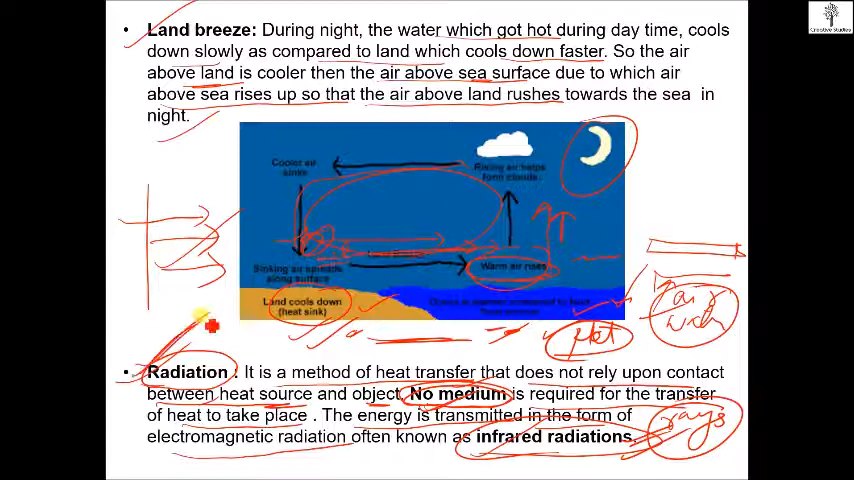 Creative Studies
• Land breeze: During night, the water which got hot during day time, cools
down slowly as compared to land which cools down faster. So the air
above land is cooler then the air above sea surface due to which air
above sea rises up so that the air above land rushes towards the sea in
night.
Cooler air
sinks
Rising air helps
form clouds.
Sinking air spreads
along surface
Warm air rises
Land cools down
(heat sink)
Hot
• Radiation : It is a method of heat transfer that does not rely upon contact
between heat source and object. No medium is required for the transfer
of heat to take place . The energy is transmitted in the form of
electromagnetic radiation often known as infrared radiations.
rays